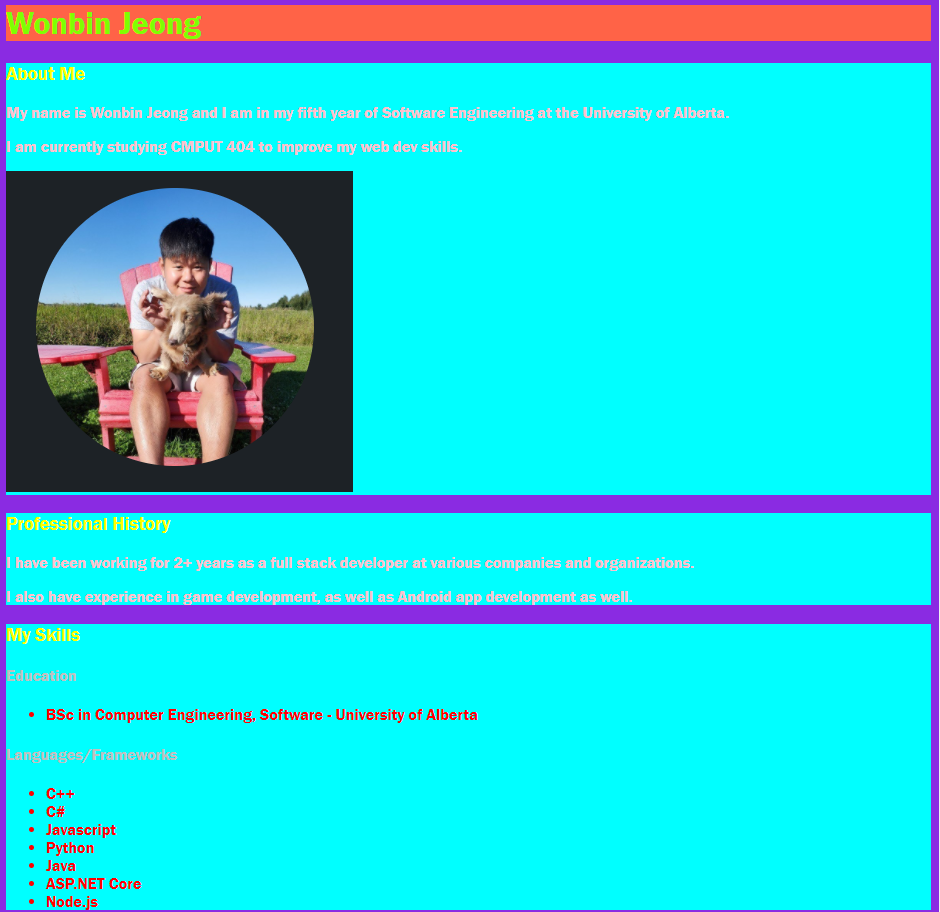 Wonbin Jeong
About Me
My name is Wonbin Jeong and I am in my fifth year of Software Engineering at the University of Alberta.
I am currently studying CMPUT 404 to improve my web dev skills.
Professional History
I have been working for 2+ years as a full stack developer at various companies and organizations.
I also have experience in game development, as well as Android app development as well.
My Skills
Education
• BSc in Computer Engineering, Software - University of Alberta
Languages/Frameworks
• C++
• C#
• Javascript
• Python
• Java
• ASP.NET Core
• Node.js